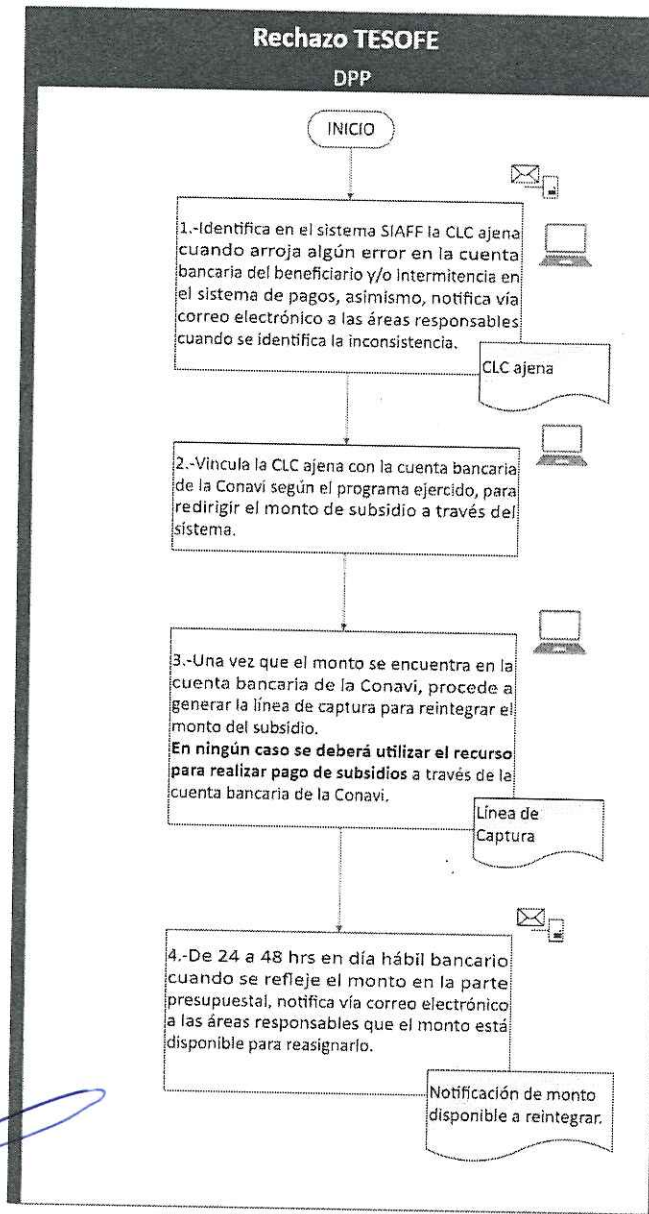 Rechazo TESOFE
DPP
INICIO
1.-Identifica en el sistema SIAFF la CLC ajena
cuando arroja algún error en la cuenta
bancaria del beneficiario y/o intermitencia en
el sistema de pagos, asimismo, notifica vía
correo electrónico a las áreas responsables
cuando se identifica la inconsistencia.
CLC ajena
2.-Vincula la CLC ajena con la cuenta bancaria
de la Conavi según el programa ejercido, para
redirigir el monto de subsidio a través del
sistema.
3.-Una vez que el monto se encuentra en la
cuenta bancaria de la Conavi, procede a
generar la línea de captura para reintegrar el
monto del subsidio.
En ningún caso se deberá utilizar el recurso
para realizar pago de subsidios a través de la
cuenta bancaria de la Conavi.
Línea de
Captura
4.-De 24 a 48 hrs en día hábil bancario
cuando se refleje el monto en la parte
presupuestal, notifica vía correo electrónico
a las áreas responsables que el monto está
disponible para reasignarlo.
Notificación de monto
disponible a reintegrar.